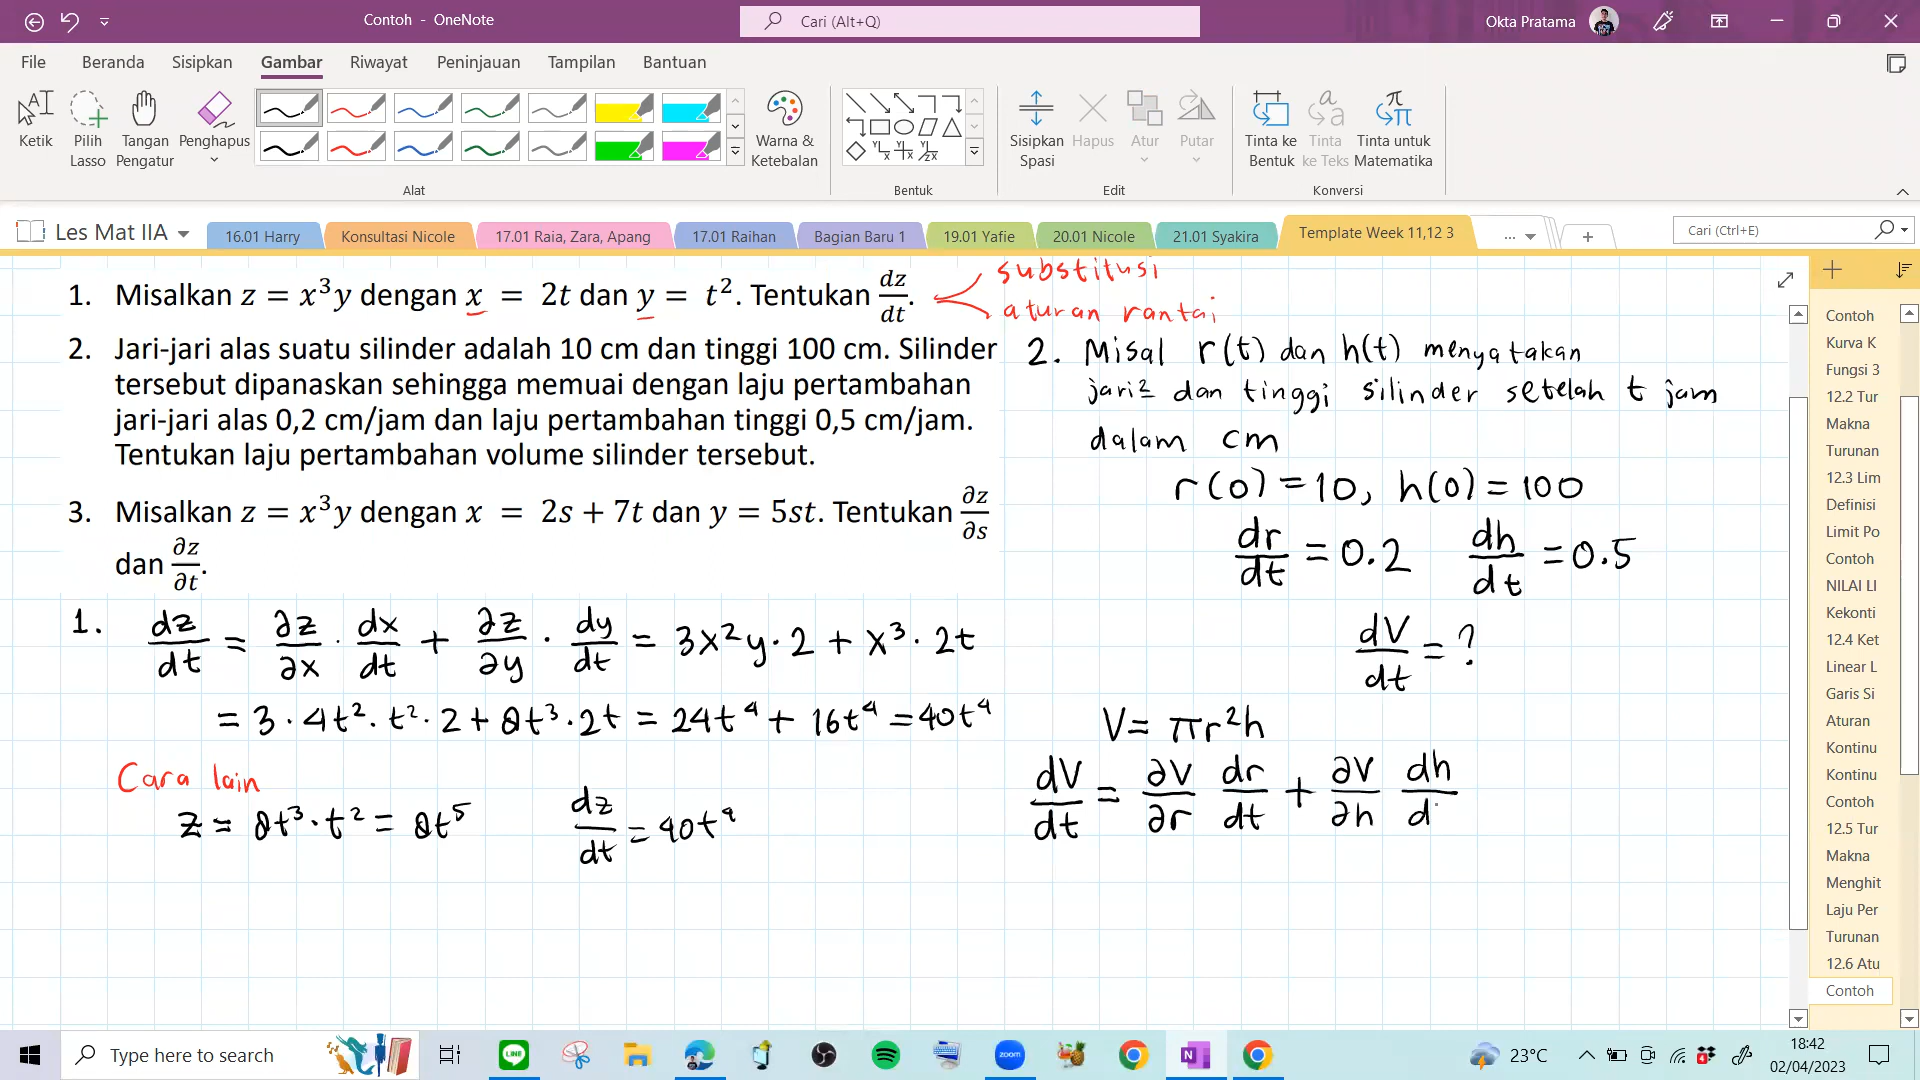 Contoh - OneNote
Cari (Alt+Q)
Okta Pratama
File Beranda Sisipkan Gambar Riwayat Peninjauan Tampilan Bantuan
Ketik
Pilih Lasso
Tangan Pengatur
Penghapus
Warna & Ketebalan
Sisipkan Spasi
Hapus
Atur
Putar
Tinta ke Bentuk
Tinta ke Teks
Tinta untuk Matematika
Alat Bentuk Edit Konversi
Les Mat IIA
16.01 Harry Konsultasi Nicole 17.01 Raia, Zara, Apang 17.01 Raihan Bagian Baru 1 19.01 Yafie 20.01 Nicole 21.01 Syakira Template Week 11,12 3 ...
Cari (Ctrl+E)
1. Misalkan z = x³y dengan x = 2t dan y = t². Tentukan dz/dt.
substitusi
aturan rantai
2. Jari-jari alas suatu silinder adalah 10 cm dan tinggi 100 cm. Silinder
tersebut dipanaskan sehingga memuai dengan laju pertambahan
jari-jari alas 0,2 cm/jam dan laju pertambahan tinggi 0,5 cm/jam.
Tentukan laju pertambahan volume silinder tersebut.
3. Misalkan z = x³y dengan x = 2s + 7t dan y = 5st. Tentukan ∂z/∂s
dan ∂z/∂t.
1. dz/dt = ∂z/∂x · dx/dt + ∂z/∂y · dy/dt = 3x²y · 2 + x³ · 2t
= 3 · 4t² · t² · 2 + 8t³ · 2t = 24t⁴ + 16t⁴ = 40t⁴
Cara lain
z = 8t³ · t² = 8t⁵ dz/dt = 40t⁴
2. Misal r(t) dan h(t) menyatakan
jari² dan tinggi silinder setelah t jam
dalam cm
r(0) = 10, h(0) = 100
dr/dt = 0.2 dh/dt = 0.5
dV/dt = ?
V = πr²h
dV/dt = ∂V/∂r dr/dt + ∂V/∂h dh/d
Contoh
Kurva K
Fungsi 3
12.2 Tur
Makna
Turunan
12.3 Lim
Definisi
Limit Po
Contoh
NILAI LI
Kekonti
12.4 Ket
Linear L
Garis Si
Aturan
Kontinu
Kontinu
Contoh
12.5 Tur
Makna
Menghit
Laju Per
Turunan
12.6 Atu
Contoh
Type here to search
LINE
zoom
N
23°C
4
18:42
02/04/2023